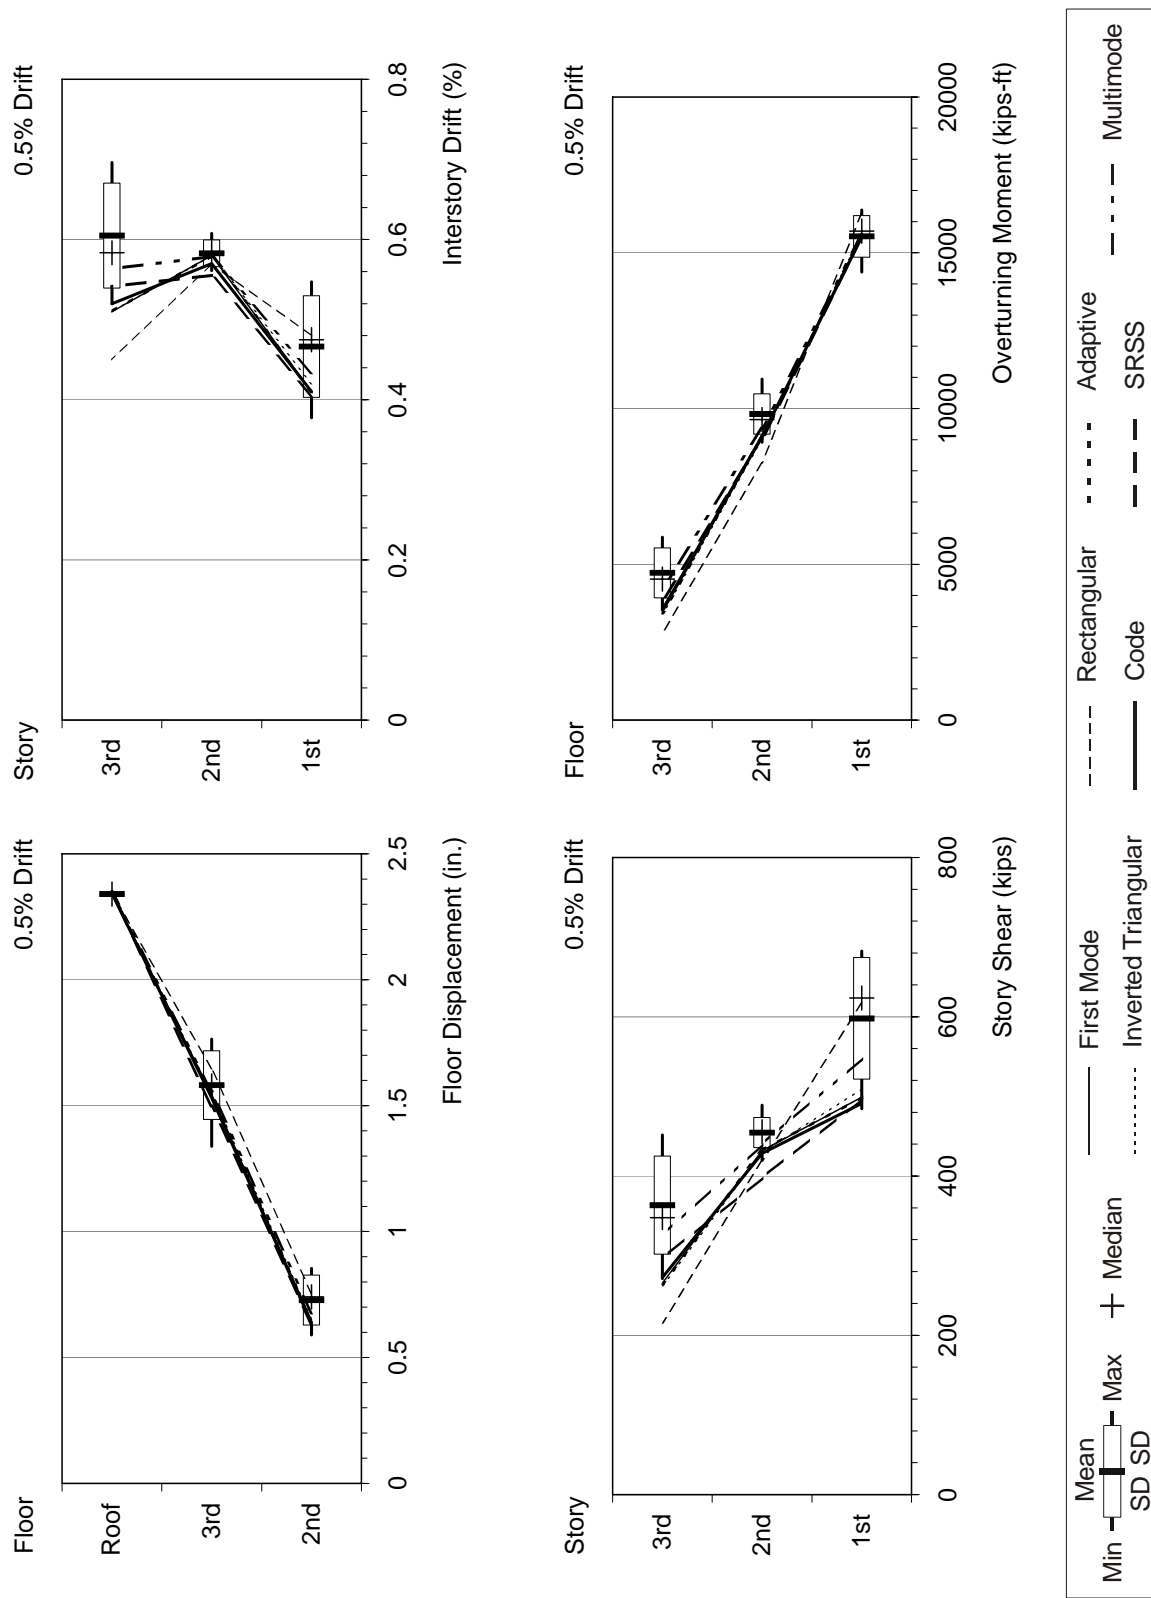 Floor
0.5% Drift
Roof
3rd
2nd
0
0.5
1
1.5
2
2.5
Floor Displacement (in.)
Story
0.5% Drift
3rd
2nd
1st
0
0.2
0.4
0.6
0.8
Interstory Drift (%)
Story
0.5% Drift
3rd
2nd
1st
0
200
400
600
800
Story Shear (kips)
Floor
0.5% Drift
3rd
2nd
1st
0
5000
10000
15000
20000
Overturning Moment (kips-ft)
Mean
Min
Max
SD SD
Median
First Mode
Inverted Triangular
Rectangular
Code
Adaptive
SRSS
Multimode